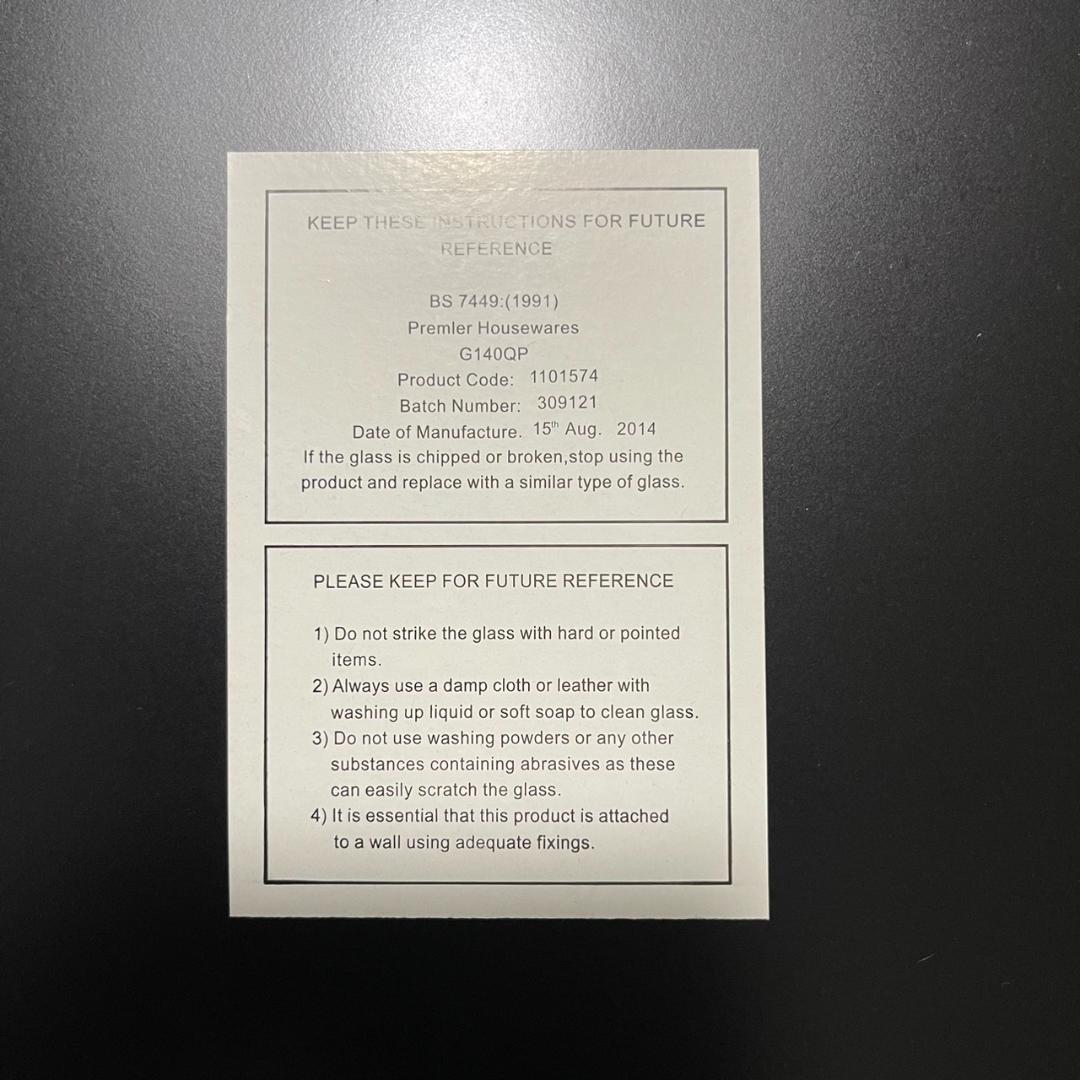 KEEP THESE INSTRUCTIONS FOR FUTURE
REFERENCE
BS 7449:(1991)
Premler Housewares
G140QP
Product Code: 1101574
Batch Number: 309121
Date of Manufacture. 15th Aug. 2014
If the glass is chipped or broken,stop using the
product and replace with a similar type of glass.
PLEASE KEEP FOR FUTURE REFERENCE
1) Do not strike the glass with hard or pointed
items.
2) Always use a damp cloth or leather with
washing up liquid or soft soap to clean glass.
3) Do not use washing powders or any other
substances containing abrasives as these
can easily scratch the glass.
4) It is essential that this product is attached
to a wall using adequate fixings.